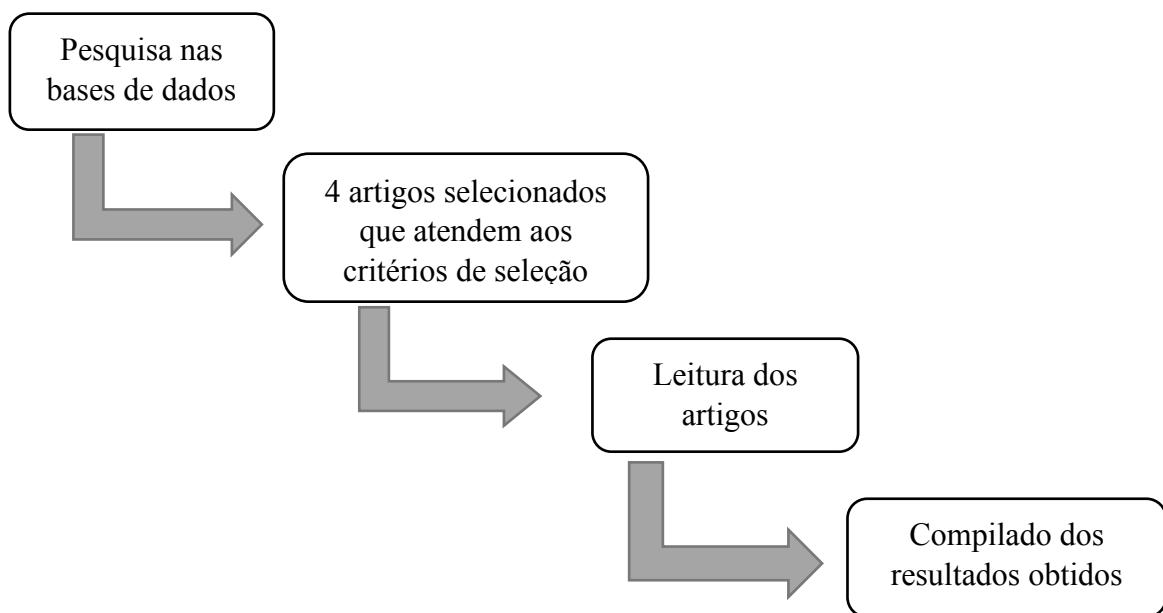 Pesquisa nas
bases de dados
4 artigos selecionados
que atendem aos
critérios de seleção
Leitura dos
artigos
Compilado dos
resultados obtidos